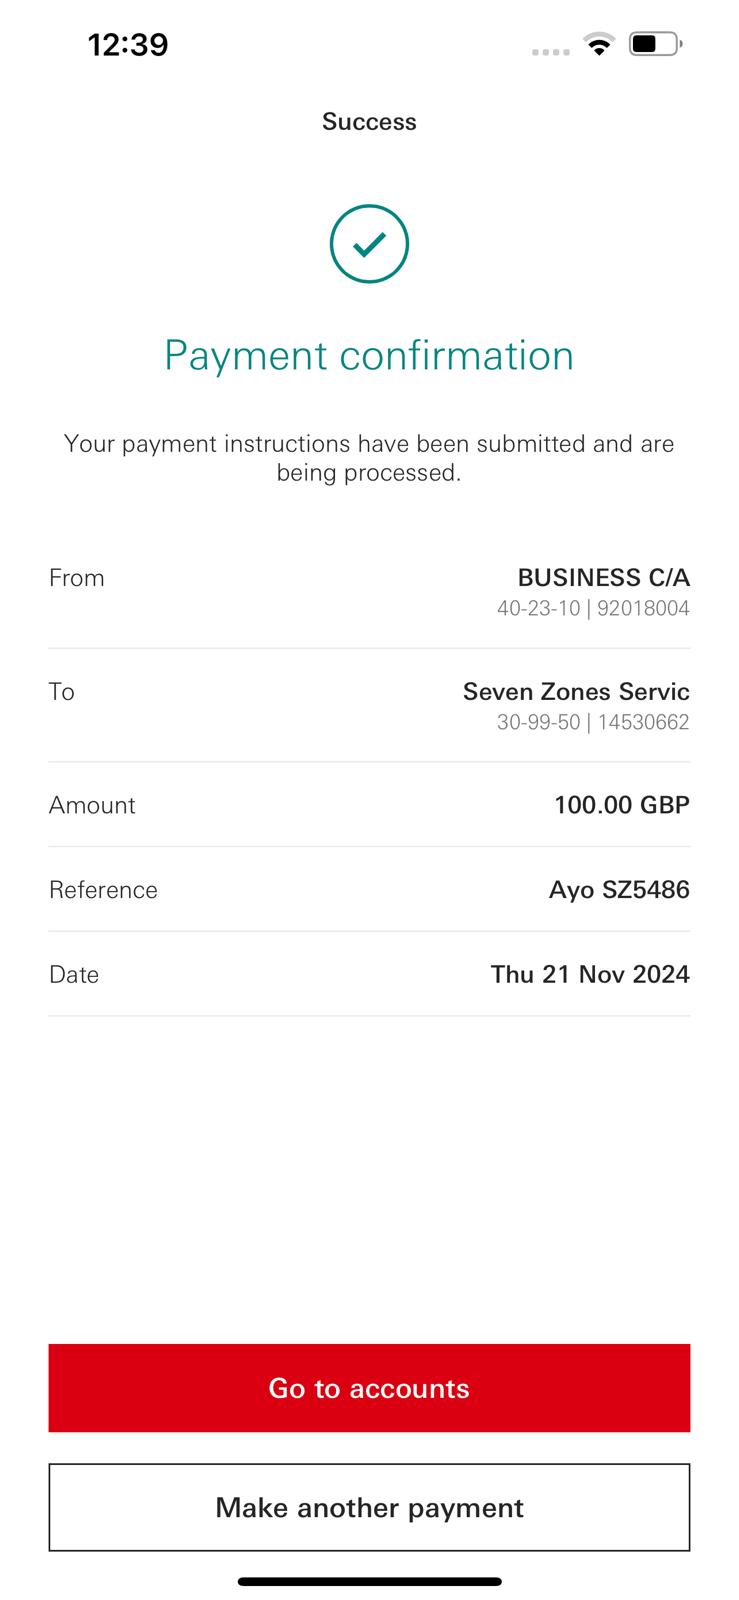 12:39
Success
Payment confirmation
Your payment instructions have been submitted and are
being processed.
From
BUSINESS C/A
40-23-10 | 92018004
To
Seven Zones Servic
30-99-50 | 14530662
Amount
100.00 GBP
Reference
Ayo SZ5486
Date
Thu 21 Nov 2024
Go to accounts
Make another payment